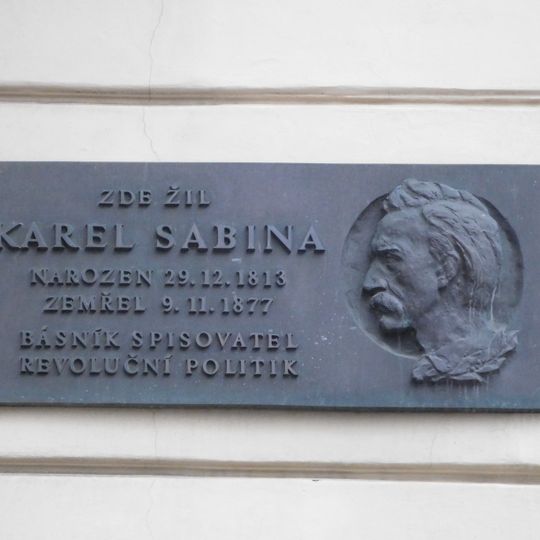 ZDE ŽIL
KAREL SABINA
NAROZEN 29.12.1813
ZEMŘEL 9.11.1877
BÁSNÍK SPISOVATEL
REVOLUČNÍ POLITIK